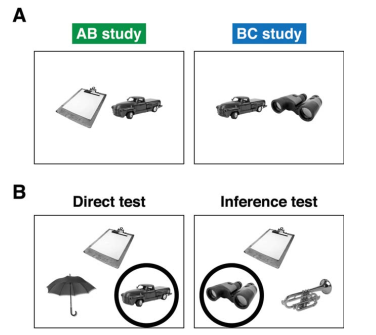 A
AB study
BC study
B
Direct test
Inference test